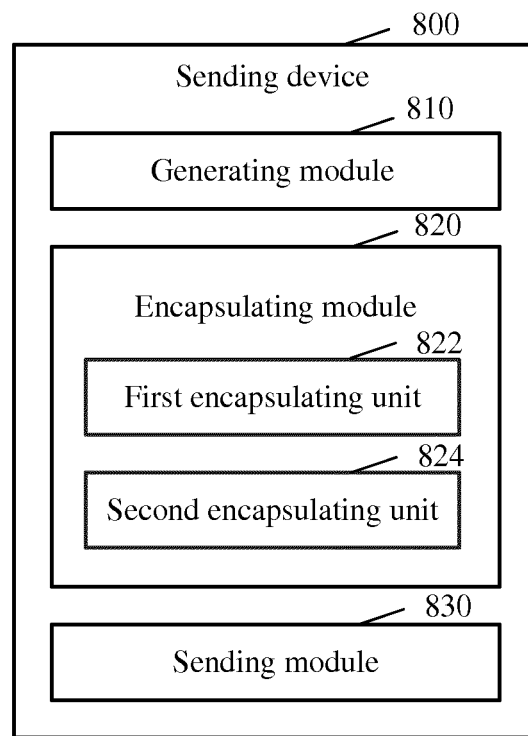 800
Sending device
810
Generating module
820
Encapsulating module
822
First encapsulating unit
824
Second encapsulating unit
830
Sending module